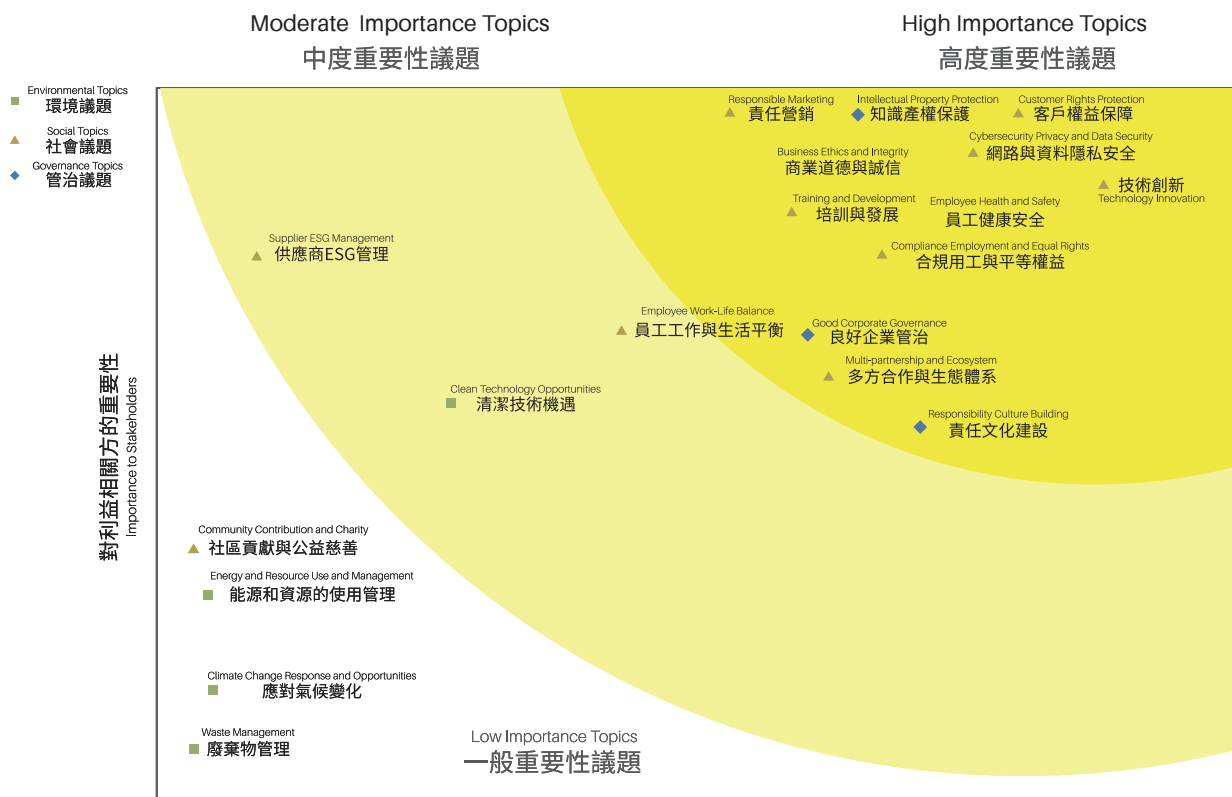 Moderate Importance Topics
中度重要性議題
High Importance Topics
高度重要性議題
Environmental Topics
環境議題
Social Topics
社會議題
Governance Topics
管治議題
Responsible Marketing
責任營銷
Intellectual Property Protection
知識產權保護
Customer Rights Protection
客戶權益保障
Cybersecurity Privacy and Data Security
網路與資料隱私安全
Business Ethics and Integrity
商業道德與誠信
技術創新
Technology Innovation
Training and Development
培訓與發展
Employee Health and Safety
員工健康安全
Supplier ESG Management
供應商ESG管理
Compliance Employment and Equal Rights
合規用工與平等權益
Employee Work-Life Balance
員工工作與生活平衡
Good Corporate Governance
良好企業管治
Multi-partnership and Ecosystem
多方合作與生態體系
Clean Technology Opportunities
清潔技術機遇
Responsibility Culture Building
責任文化建設
對利益相關方的重要性
Importance to Stakeholders
Community Contribution and Charity
社區貢獻與公益慈善
Energy and Resource Use and Management
能源和資源的使用管理
Climate Change Response and Opportunities
應對氣候變化
Waste Management
廢棄物管理
Low Importance Topics
一般重要性議題